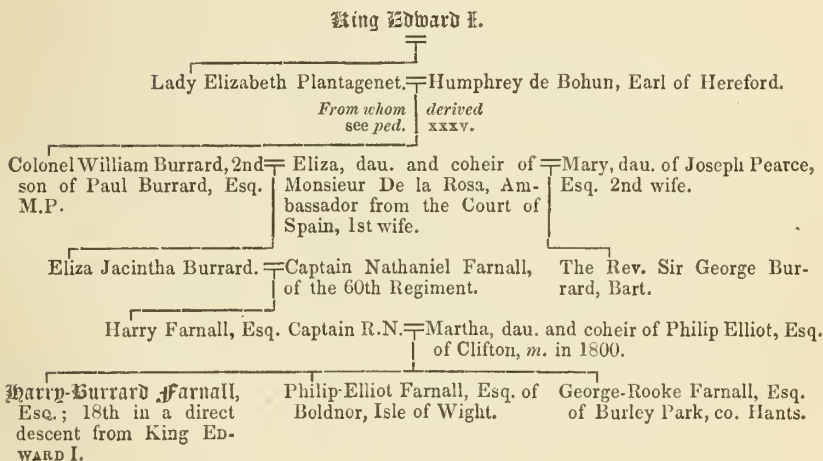 King Edward I.
Lady Elizabeth Plantagenet. Humphrey de Bohun, Earl of Hereford.
From whom derived
see ped. XXXV.
Colonel William Burrard, 2nd
son of Paul Burrard, Esq.
M.P.
Eliza, dau. and coheir of
Monsieur De la Rosa, Am-
bassador from the Court of
Spain, 1st wife.
Mary, dau. of Joseph Pearce,
Esq. 2nd wife.
Eliza Jacintha Burrard.
Captain Nathaniel Farnall,
of the 60th Regiment.
The Rev. Sir George Bur-
rard, Bart.
Harry Farnall, Esq. Captain R.N.
Martha, dau. and coheir of Philip Elliot, Esq.
of Clifton, m. in 1800.
Harry-Burrard Farnall,
Esq.; 18th in a direct
descent from King ED-
WARD I.
Philip-Elliot Farnall, Esq. of
Boldnor, Isle of Wight.
George-Rooke Farnall, Esq.
of Burley Park, co. Hants.